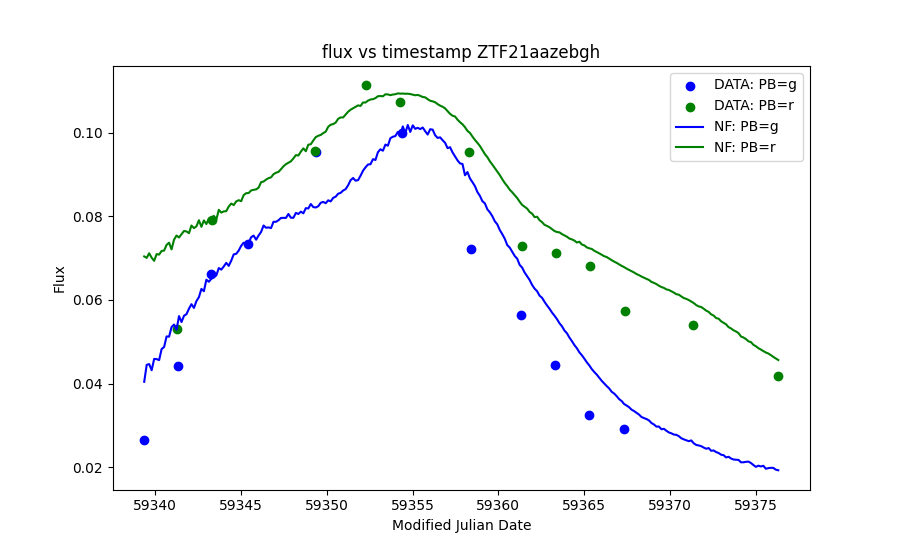 flux vs timestamp ZTF21aazebgh
DATA: PB=g
DATA: PB=r
NF: PB=g
NF: PB=r
Flux
0.10
0.08
0.06
0.04
0.02
59340 59345 59350 59355 59360 59365 59370 59375
Modified Julian Date